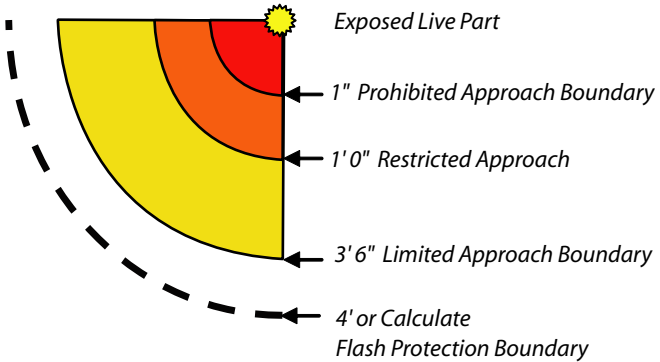 Exposed Live Part
1" Prohibited Approach Boundary
1' 0" Restricted Approach
3' 6" Limited Approach Boundary
4' or Calculate
Flash Protection Boundary